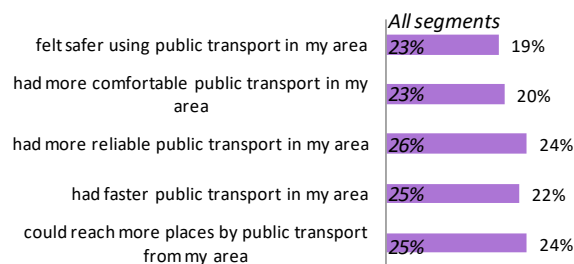 All segments
felt safer using public transport in my area 23% 19%
had more comfortable public transport in my
area
23% 20%
had more reliable public transport in my area 26% 24%
had faster public transport in my area 25% 22%
could reach more places by public transport
from my area
25% 24%